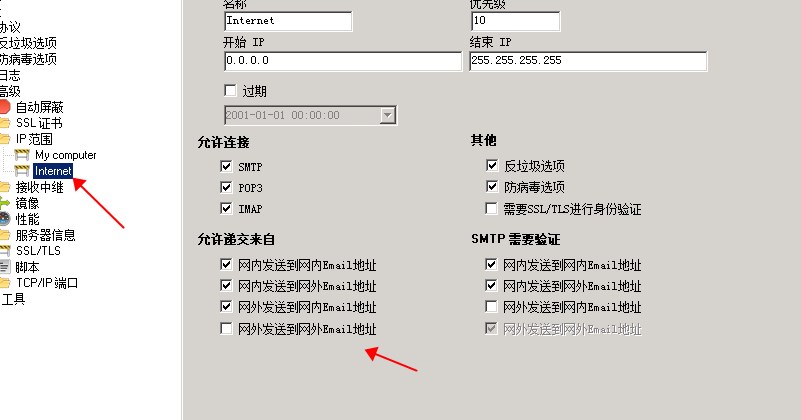 协议
反垃圾选项
防病毒选项
日志
高级
自动屏蔽
SSL 证书
IP 范围
My computer
Internet
接收中继
镜像
性能
服务器信息
SSL/TLS
脚本
TCP/IP 端口
工具
名称
优先级
Internet
10
开始 IP
结束 IP
0.0.0.0
255.255.255.255
过期
2001-01-01 00:00:00
允许连接
其他
SMTP
反垃圾选项
POP3
防病毒选项
IMAP
需要SSL/TLS进行身份验证
允许递交来自
SMTP 需要验证
网内发送到网内Email地址
网内发送到网内Email地址
网内发送到网外Email地址
网内发送到网外Email地址
网外发送到网内Email地址
网外发送到网内Email地址
网外发送到网外Email地址
网外发送到网外Email地址